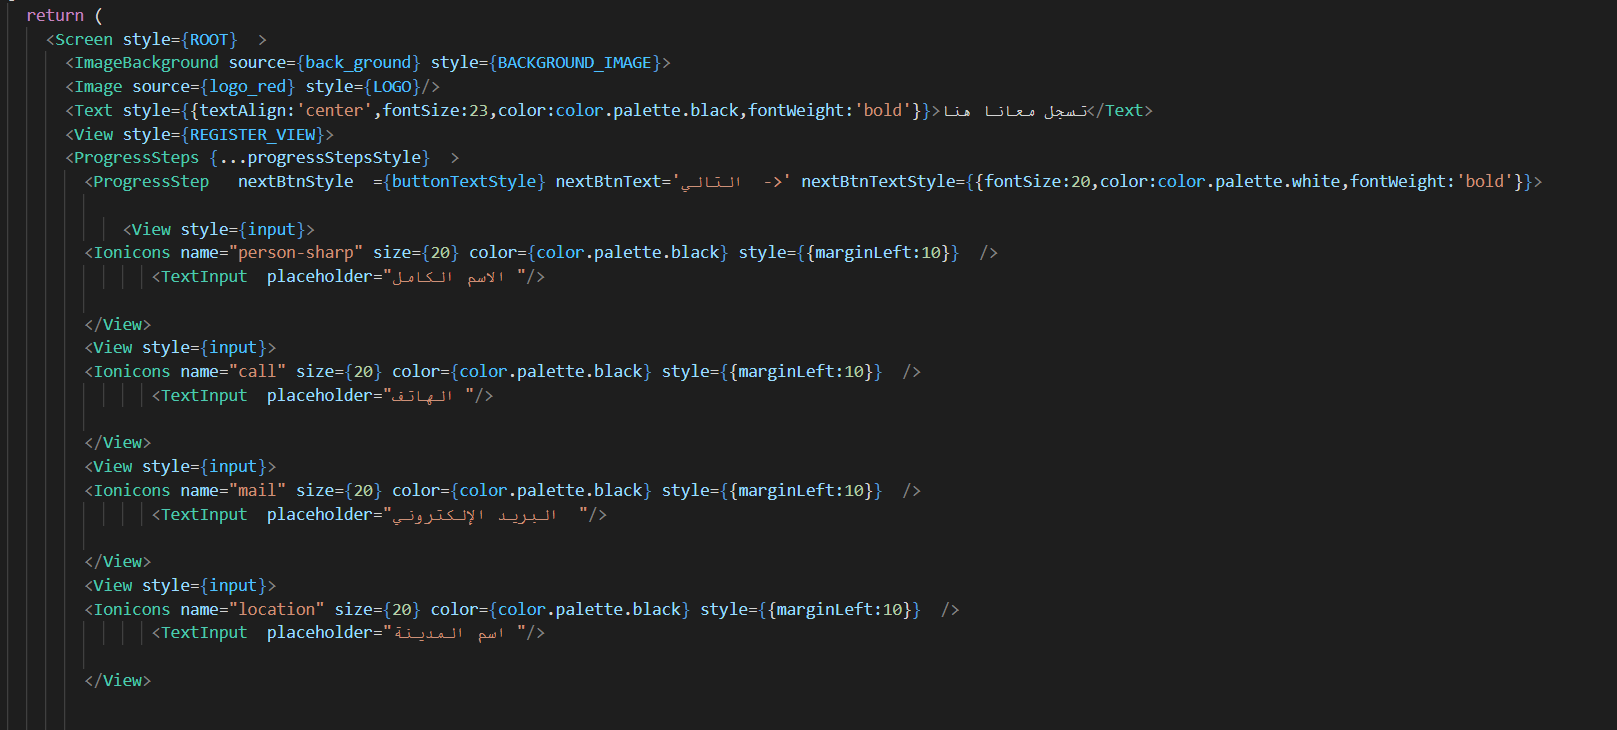 return (
<Screen style={ROOT}  >
<ImageBackground source={back_ground} style={BACKGROUND_IMAGE}>
<Image source={logo_red} style={LOGO}/>
<Text style={{textAlign:'center',fontSize:23,color:color.palette.black,fontWeight:'bold'}}>تسجل معانا هنا</Text>
<View style={REGISTER_VIEW}>
<ProgressSteps {...progressStepsStyle}  >
<ProgressStep   nextBtnStyle  ={buttonTextStyle} nextBtnText='التالي  ->' nextBtnTextStyle={{fontSize:20,color:color.palette.white,fontWeight:'bold'}}>
<View style={input}>
<Ionicons name="person-sharp" size={20} color={color.palette.black} style={{marginLeft:10}}  />
<TextInput  placeholder="الاسم الكامل "/>
</View>
<View style={input}>
<Ionicons name="call" size={20} color={color.palette.black} style={{marginLeft:10}}  />
<TextInput  placeholder="الهاتف "/>
</View>
<View style={input}>
<Ionicons name="mail" size={20} color={color.palette.black} style={{marginLeft:10}}  />
<TextInput  placeholder="البريد الإلكتروني  "/>
</View>
<View style={input}>
<Ionicons name="location" size={20} color={color.palette.black} style={{marginLeft:10}}  />
<TextInput  placeholder="اسم المدينة "/>
</View>